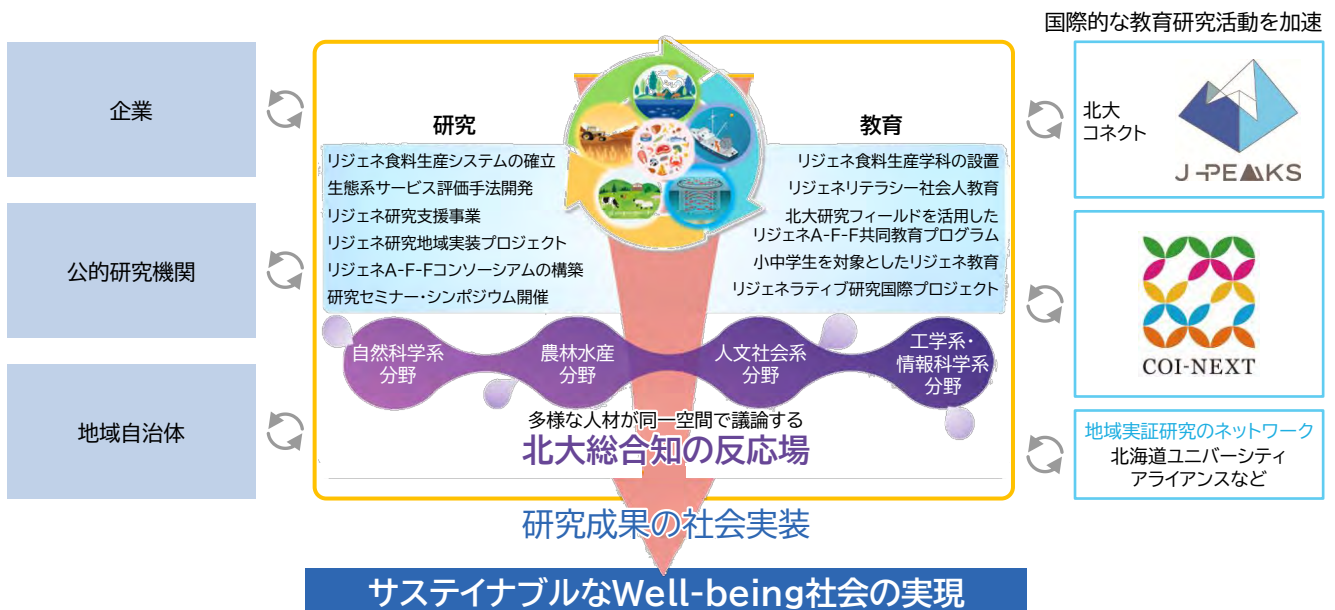 国際的な教育研究活動を加速
企業
公的研究機関
地域自治体
研究
リジェネ食料生産システムの確立
生態系サービス評価手法開発
リジェネ研究支援事業
リジェネ研究地域実装プロジェクト
リジェネA-F-Fコンソーシアムの構築
研究セミナー・シンポジウム開催
教育
リジェネ食料生産学科の設置
リジェネリテラシー社会人教育
北大研究フィールドを活用した
リジェネA-F-F共同教育プログラム
小中学生を対象としたリジェネ教育
リジェネラティブ研究国際プロジェクト
自然科学系
分野
農林水産
分野
人文社会系
分野
工学系・
情報科学系
分野
多様な人材が同一空間で議論する
北大総合知の反応場
研究成果の社会実装
サステイナブルなWell-being社会の実現
北大
コネクト
J-PEAKS
COI-NEXT
地域実証研究のネットワーク
北海道ユニバーシティ
アライアンスなど